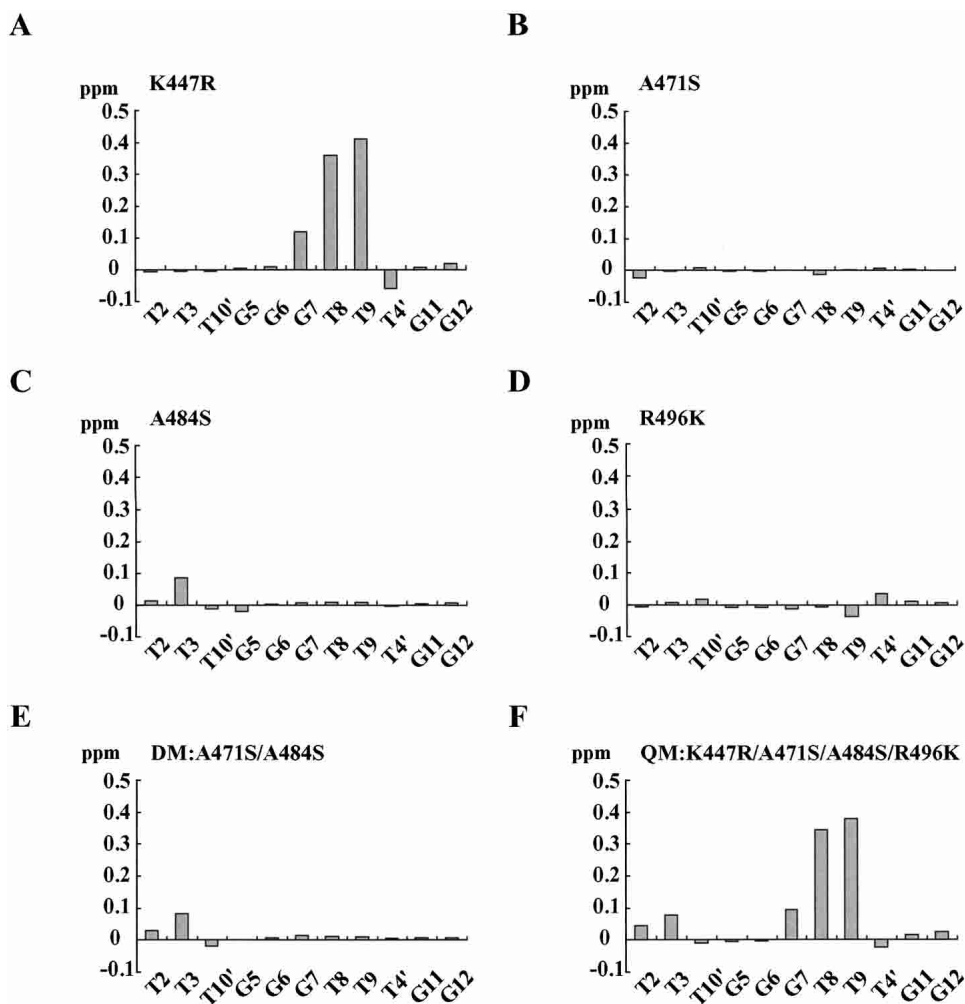 A
ppm K447R
0.5
0.4
0.3
0.2
0.1
0
-0.1
T2 T3 T10' G5 G6 G7 T8 T9 T4' G11 G12
B
ppm A471S
0.5
0.4
0.3
0.2
0.1
0
-0.1
T2 T3 T10' G5 G6 G7 T8 T9 T4' G11 G12
C
ppm A484S
0.5
0.4
0.3
0.2
0.1
0
-0.1
T2 T3 T10' G5 G6 G7 T8 T9 T4' G11 G12
D
ppm R496K
0.5
0.4
0.3
0.2
0.1
0
-0.1
T2 T3 T10' G5 G6 G7 T8 T9 T4' G11 G12
E
ppm DM:A471S/A484S
0.5
0.4
0.3
0.2
0.1
0
-0.1
T2 T3 T10' G5 G6 G7 T8 T9 T4' G11 G12
F
ppm QM:K447R/A471S/A484S/R496K
0.5
0.4
0.3
0.2
0.1
0
-0.1
T2 T3 T10' G5 G6 G7 T8 T9 T4' G11 G12